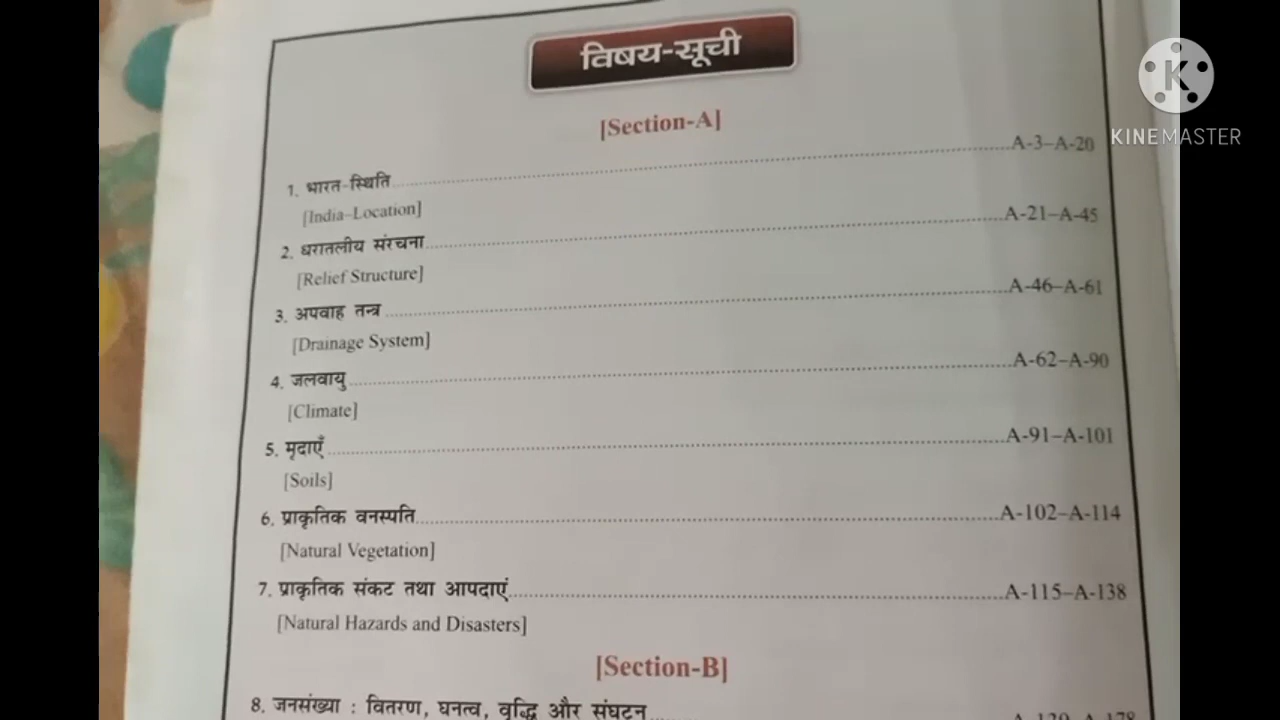 विषय-सूची
[Section-A]
1. भारत-स्थिति....................A-3–A-20
[India–Location]
2. धरातलीय संरचना....................A-21–A-45
[Relief Structure]
3. अपवाह तन्त्र....................A-46–A-61
[Drainage System]
4. जलवायु....................A-62–A-90
[Climate]
5. मृदाएँ....................A-91–A-101
[Soils]
6. प्राकृतिक वनस्पति....................A-102–A-114
[Natural Vegetation]
7. प्राकृतिक संकट तथा आपदाएं....................A-115–A-138
[Natural Hazards and Disasters]
[Section-B]
8. जनसंख्या : वितरण, घनत्व, वृद्धि और संघटन....................
K
KINEMASTER